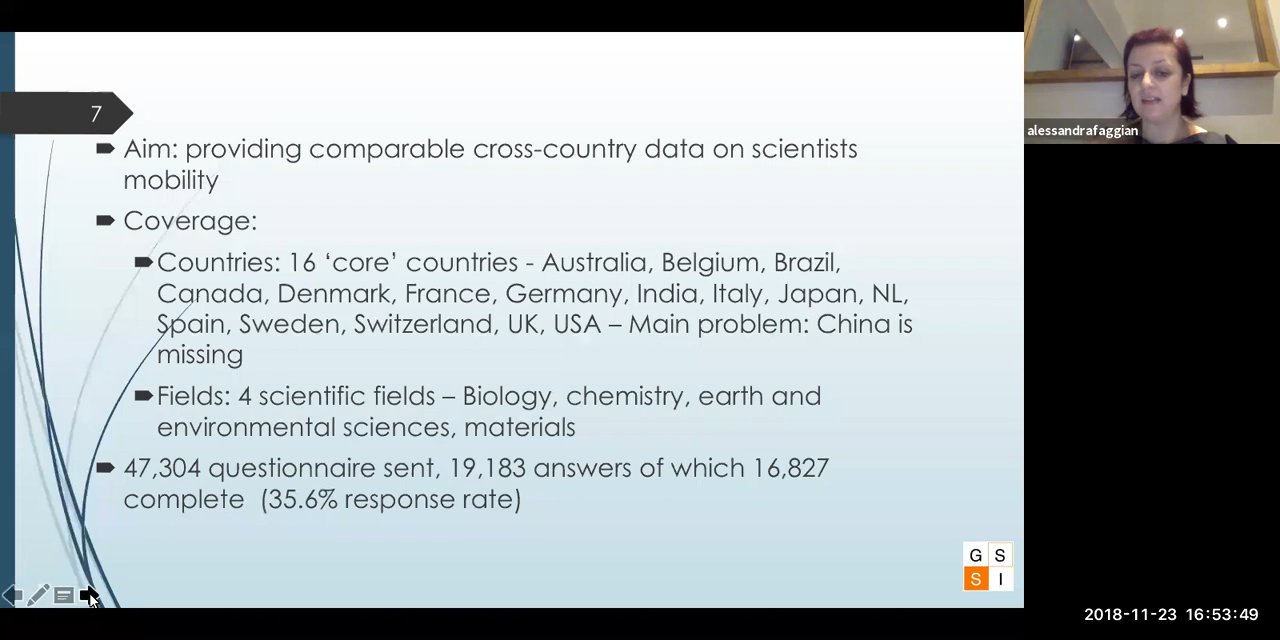 7
Aim: providing comparable cross-country data on scientists
mobility
Coverage:
Countries: 16 ‘core’ countries - Australia, Belgium, Brazil,
Canada, Denmark, France, Germany, India, Italy, Japan, NL,
Spain, Sweden, Switzerland, UK, USA – Main problem: China is
missing
Fields: 4 scientific fields – Biology, chemistry, earth and
environmental sciences, materials
47,304 questionnaire sent, 19,183 answers of which 16,827
complete (35.6% response rate)
G S
S I
alessandrafaggian
2018-11-23 16:53:49